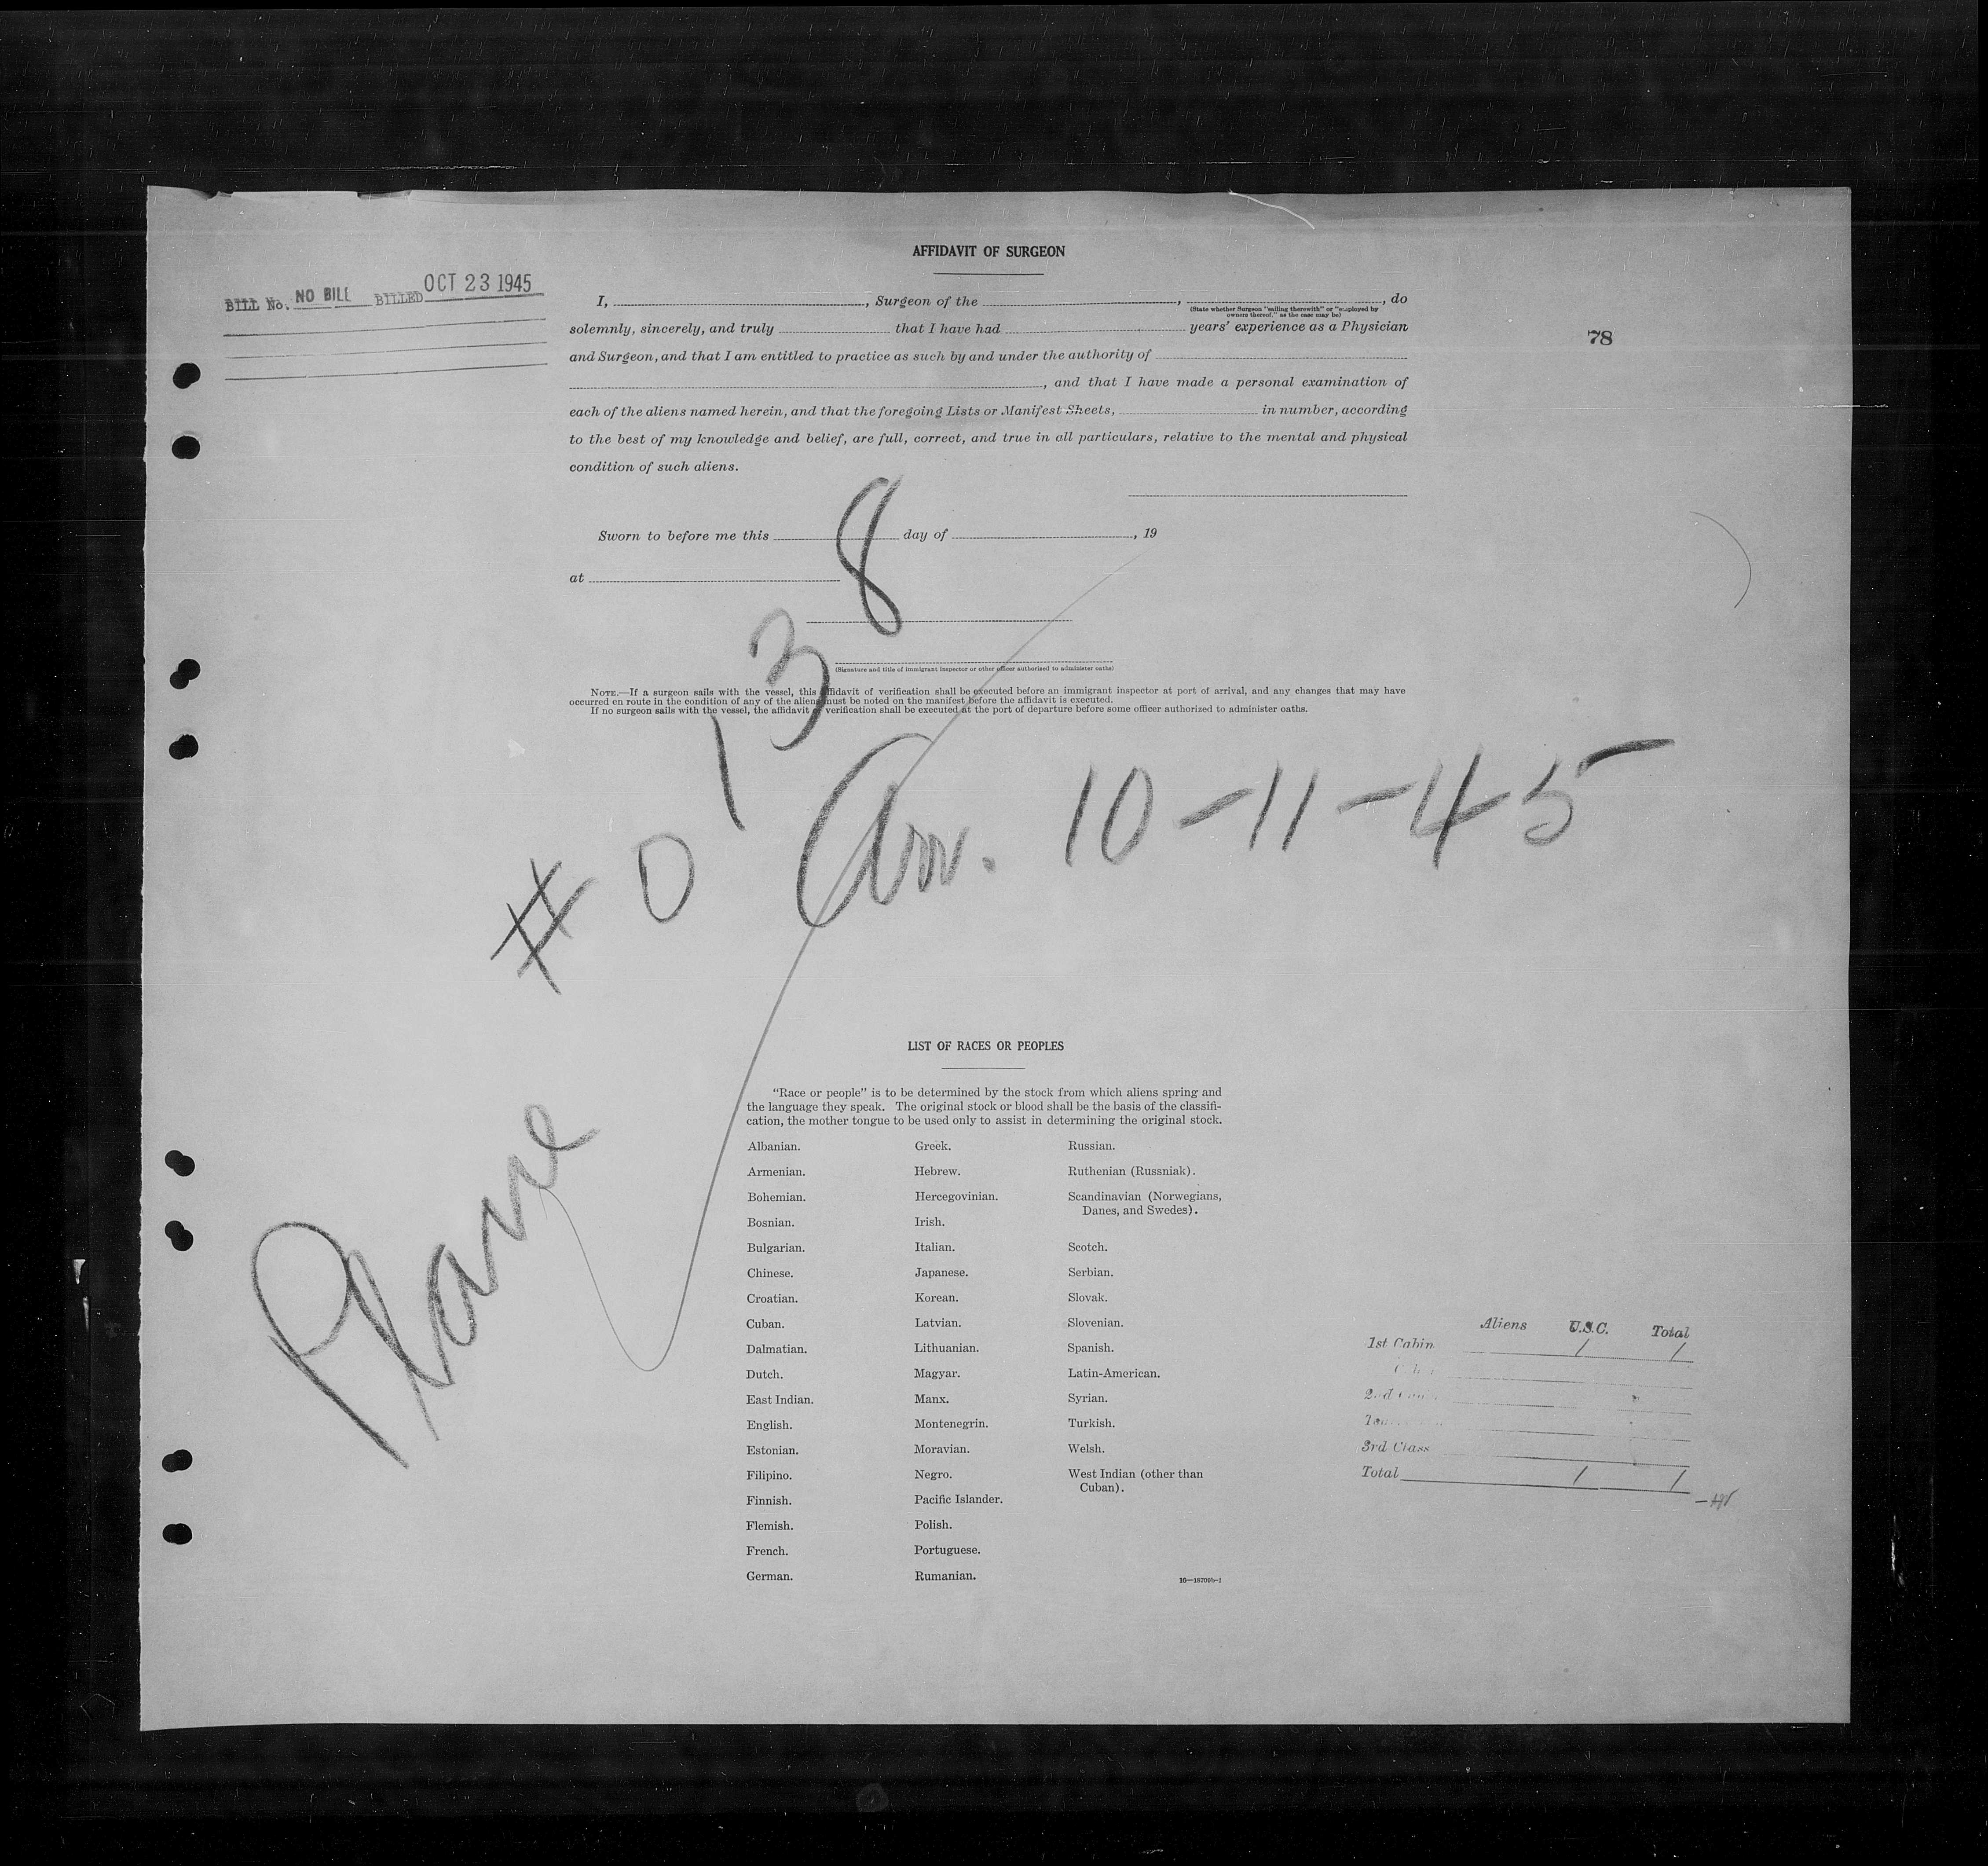 AFFIDAVIT OF SURGEON
BILL No. NO BILL BILLED OCT 23 1945
I, , Surgeon of the , , do
(State whether Surgeon "sailing therewith" or "employed by
owners thereof," as the case may be)
solemnly, sincerely, and truly that I have had years' experience as a Physician
78
and Surgeon, and that I am entitled to practice as such by and under the authority of
, and that I have made a personal examination of
each of the aliens named herein, and that the foregoing Lists or Manifest Sheets, in number, according
to the best of my knowledge and belief, are full, correct, and true in all particulars, relative to the mental and physical
condition of such aliens.
Sworn to before me this day of , 19
at
(Signature and title of immigrant inspector or other officer authorized to administer oaths)
NOTE.—If a surgeon sails with the vessel, this affidavit of verification shall be executed before an immigrant inspector at port of arrival, and any changes that may have
occurred en route in the condition of any of the aliens must be noted on the manifest before the affidavit is executed.
If no surgeon sails with the vessel, the affidavit of verification shall be executed at the port of departure before some officer authorized to administer oaths.
Plane # 0138
Arr. 10-11-45
LIST OF RACES OR PEOPLES
"Race or people" is to be determined by the stock from which aliens spring and
the language they speak. The original stock or blood shall be the basis of the classifi-
cation, the mother tongue to be used only to assist in determining the original stock.
Albanian.
Armenian.
Bohemian.
Bosnian.
Bulgarian.
Chinese.
Croatian.
Cuban.
Dalmatian.
Dutch.
East Indian.
English.
Estonian.
Filipino.
Finnish.
Flemish.
French.
German.
Greek.
Hebrew.
Hercegovinian.
Irish.
Italian.
Japanese.
Korean.
Latvian.
Lithuanian.
Magyar.
Manx.
Montenegrin.
Moravian.
Negro.
Pacific Islander.
Polish.
Portuguese.
Rumanian.
Russian.
Ruthenian (Russniak).
Scandinavian (Norwegians,
Danes, and Swedes).
Scotch.
Serbian.
Slovak.
Slovenian.
Spanish.
Latin-American.
Syrian.
Turkish.
Welsh.
West Indian (other than
Cuban).
Aliens U.S.C. Total
1st Cabin 1 1
2nd
3rd Class
Total 1 1